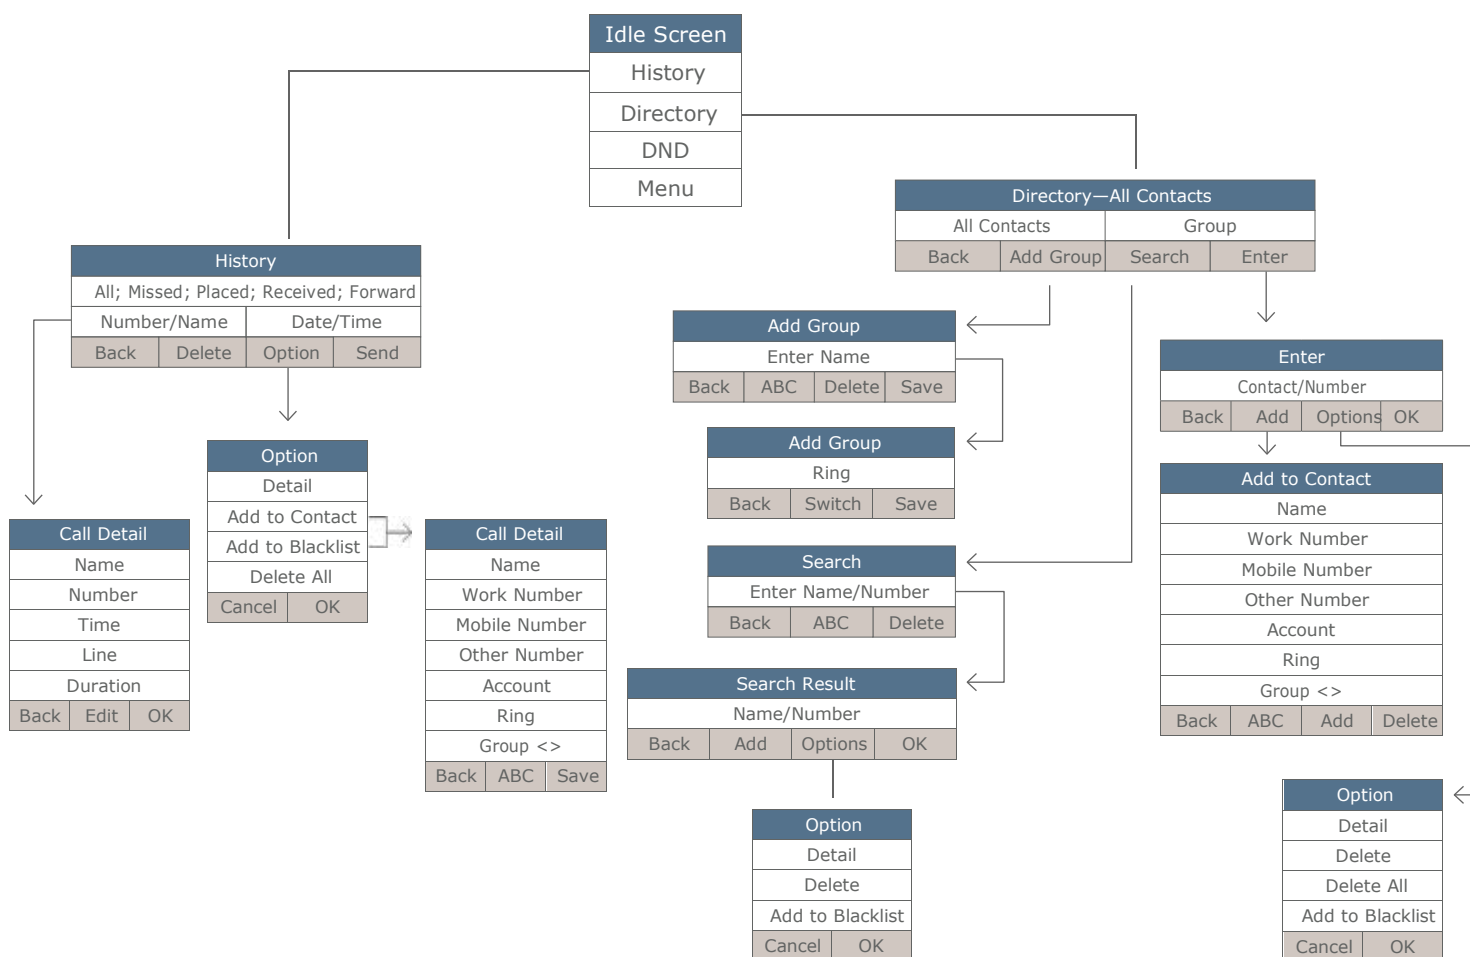 Idle Screen
History
Directory
DND
Menu
History
All; Missed; Placed; Received; Forward
Number/Name Date/Time
Back Delete Option Send
Call Detail
Name
Number
Time
Line
Duration
Back Edit OK
Option
Detail
Add to Contact
Add to Blacklist
Delete All
Cancel OK
Call Detail
Name
Work Number
Mobile Number
Other Number
Account
Ring
Group <>
Back ABC Save
Directory—All Contacts
All Contacts Group
Back Add Group Search Enter
Add Group
Enter Name
Back ABC Delete Save
Add Group
Ring
Back Switch Save
Search
Enter Name/Number
Back ABC Delete
Search Result
Name/Number
Back Add Options OK
Option
Detail
Delete
Add to Blacklist
Cancel OK
Enter
Contact/Number
Back Add Options OK
Add to Contact
Name
Work Number
Mobile Number
Other Number
Account
Ring
Group <>
Back ABC Add Delete
Option
Detail
Delete
Delete All
Add to Blacklist
Cancel OK